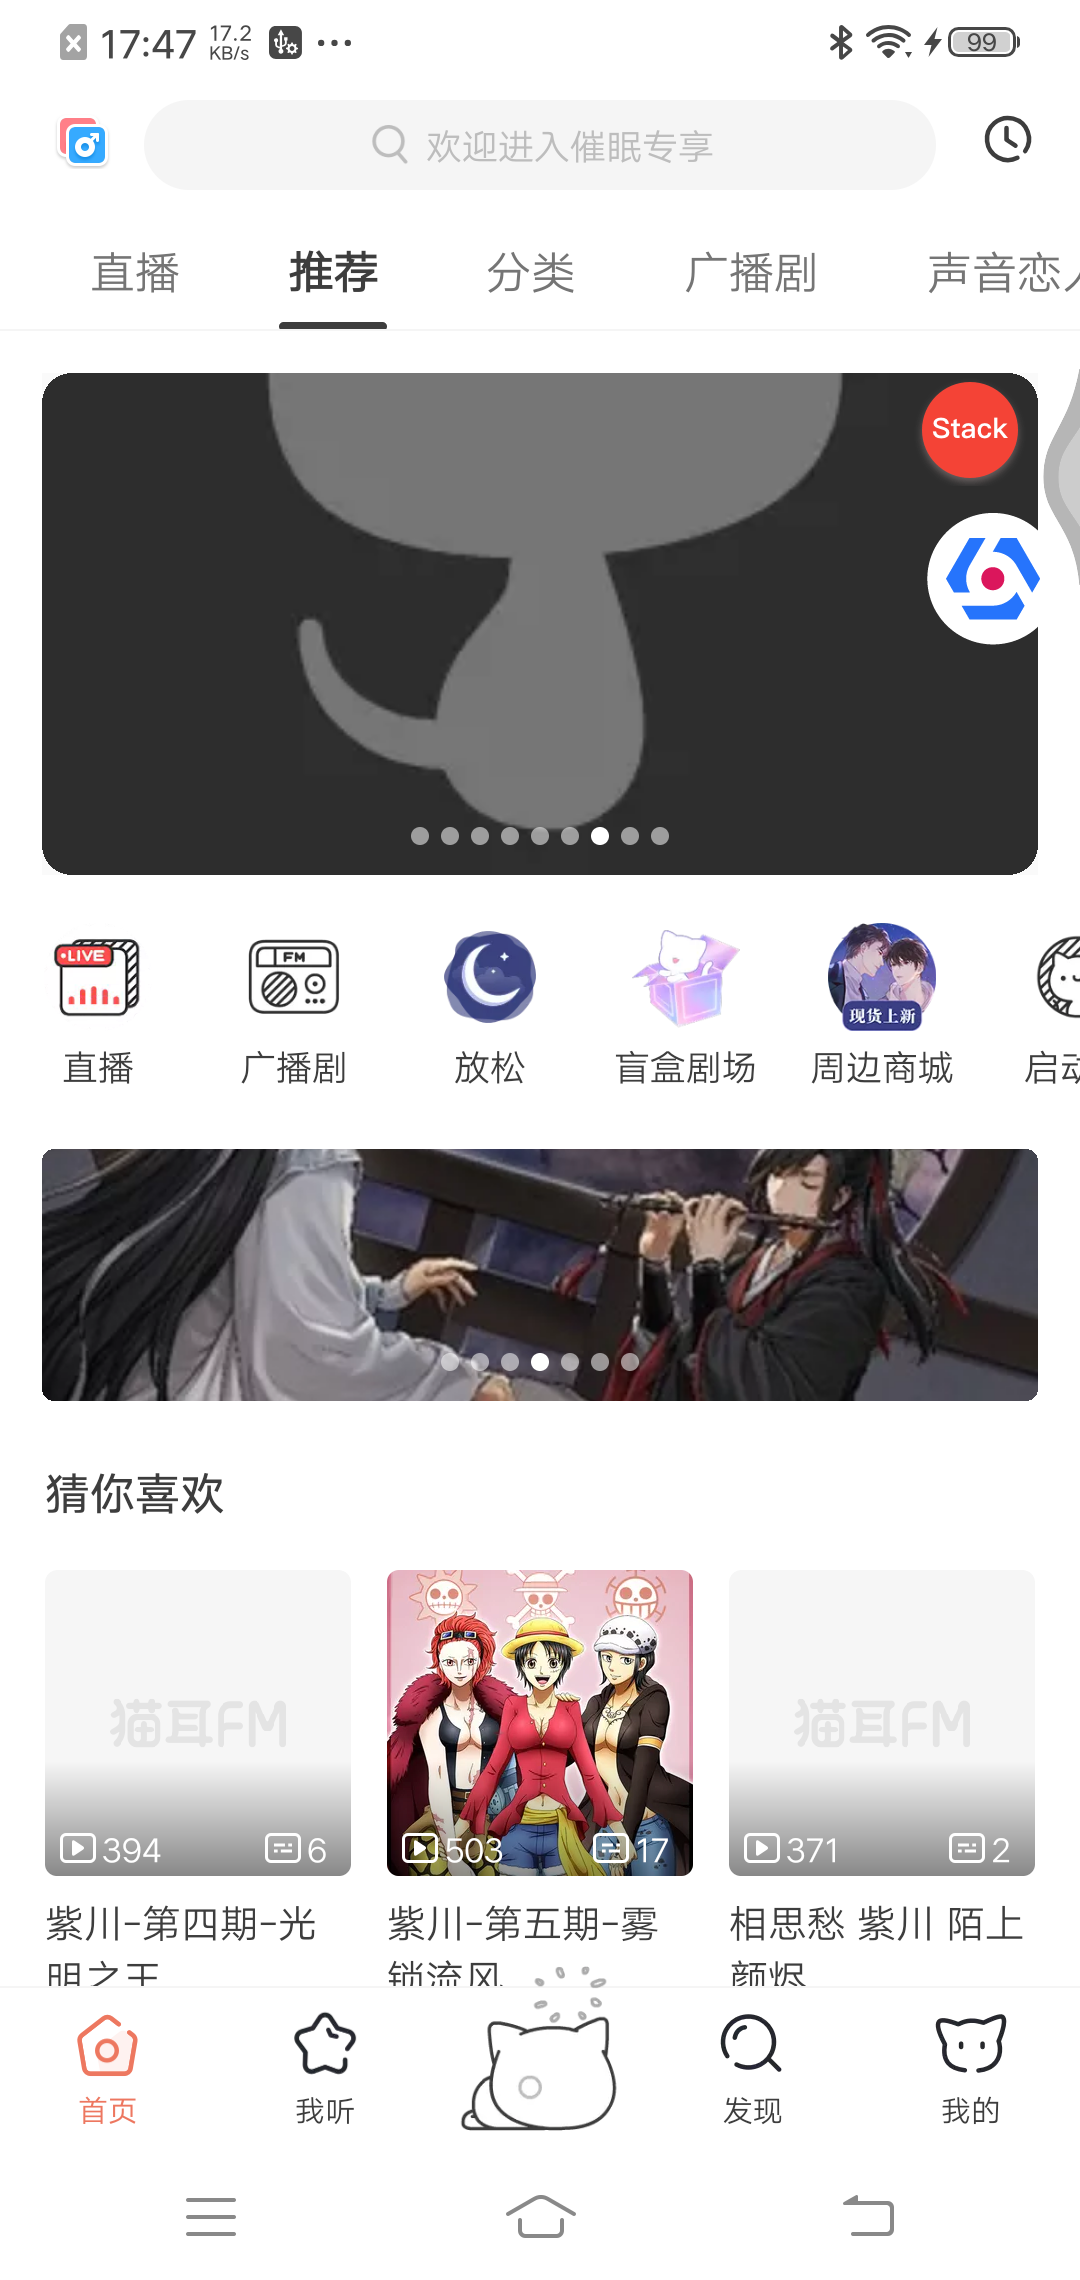 17:47 17.2 KB/s 99
欢迎进入催眠专享
直播 推荐 分类 广播剧 声音恋人
Stack
LIVE FM 现货上新
直播 广播剧 放松 盲盒剧场 周边商城 启动
猜你喜欢
猫耳FM 猫耳FM
394 6 503 17 371 2
紫川-第四期-光 紫川-第五期-雾 相思愁 紫川 陌上
明之王 锁流风 颜烬
首页 我听 发现 我的